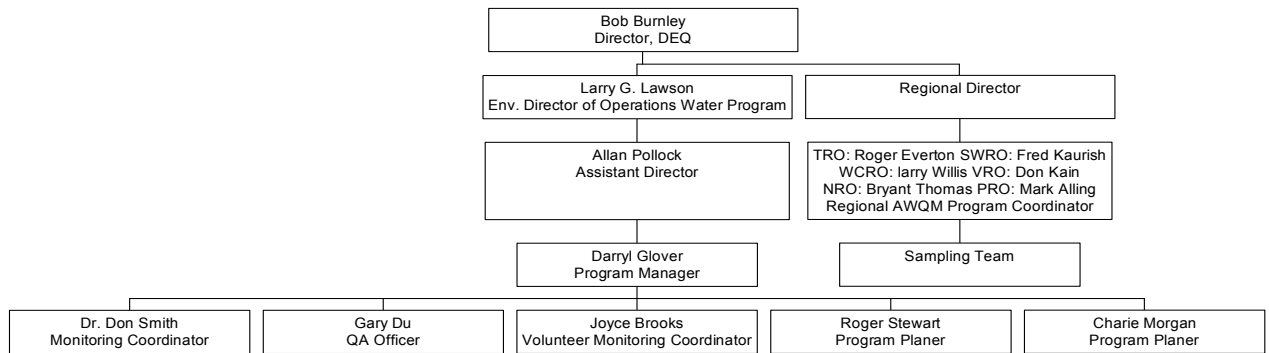 Bob Burnley
Director, DEQ
Larry G. Lawson
Env. Director of Operations Water Program
Regional Director
Allan Pollock
Assistant Director
TRO: Roger Everton SWRO: Fred Kaurish
WCRO: larry Willis VRO: Don Kain
NRO: Bryant Thomas PRO: Mark Alling
Regional AWQM Program Coordinator
Darryl Glover
Program Manager
Sampling Team
Dr. Don Smith
Monitoring Coordinator
Gary Du
QA Officer
Joyce Brooks
Volunteer Monitoring Coordinator
Roger Stewart
Program Planer
Charie Morgan
Program Planer